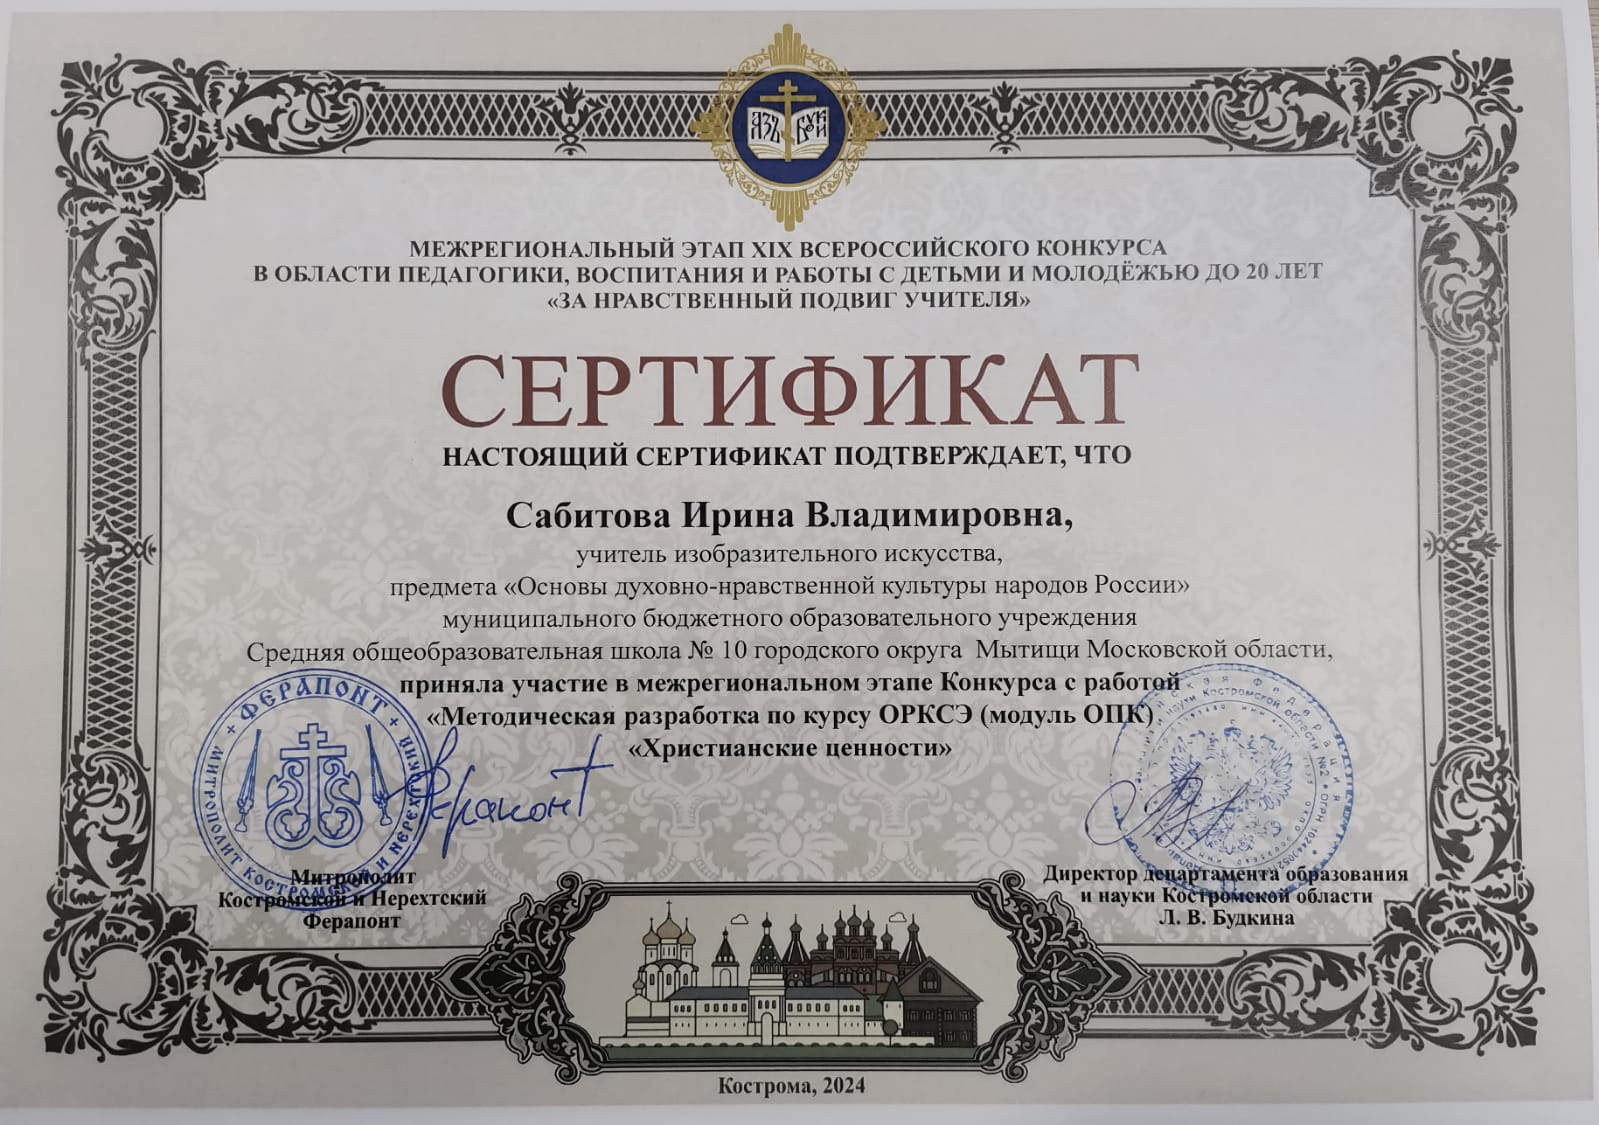 АЗЪ БУКИ
МЕЖРЕГИОНАЛЬНЫЙ ЭТАП XIX ВСЕРОССИЙСКОГО КОНКУРСА
В ОБЛАСТИ ПЕДАГОГИКИ, ВОСПИТАНИЯ И РАБОТЫ С ДЕТЬМИ И МОЛОДЁЖЬЮ ДО 20 ЛЕТ
«ЗА НРАВСТВЕННЫЙ ПОДВИГ УЧИТЕЛЯ»
СЕРТИФИКАТ
НАСТОЯЩИЙ СЕРТИФИКАТ ПОДТВЕРЖДАЕТ, ЧТО
Сабитова Ирина Владимировна,
учитель изобразительного искусства,
предмета «Основы духовно-нравственной культуры народов России»
муниципального бюджетного образовательного учреждения
Средняя общеобразовательная школа № 10 городского округа Мытищи Московской области,
приняла участие в межрегиональном этапе Конкурса с работой
«Методическая разработка по курсу ОРКСЭ (модуль ОПК)
«Христианские ценности»
+ ФЕРАПОНТ +
МИТРОПОЛИТ КОСТРОМСКОЙ И НЕРЕХТСКИЙ
Ферапонт
Митрополит
Костромской и Нерехтский
Ферапонт
Директор департамента образования
и науки Костромской области
Л. В. Будкина
Кострома, 2024